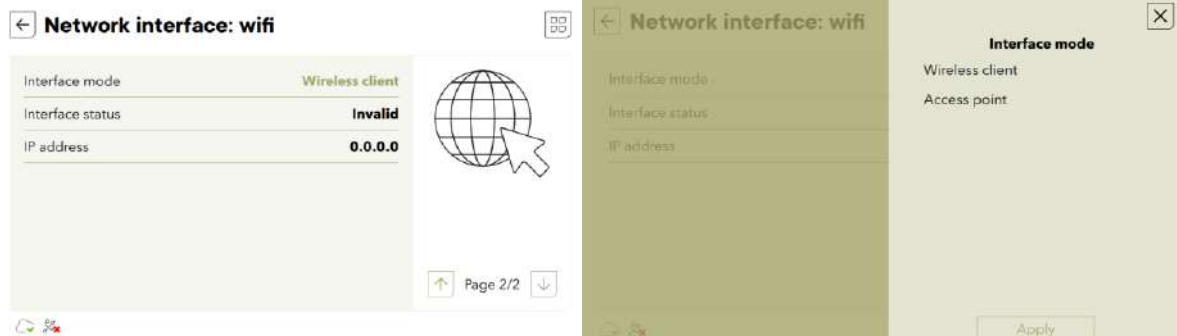 Network interface: wifi
Interface mode Wireless client
Interface status Invalid
IP address 0.0.0.0
Page 2/2
Network interface: wifi
Interface mode
Interface status
IP address
Interface mode
Wireless client
Access point
Apply